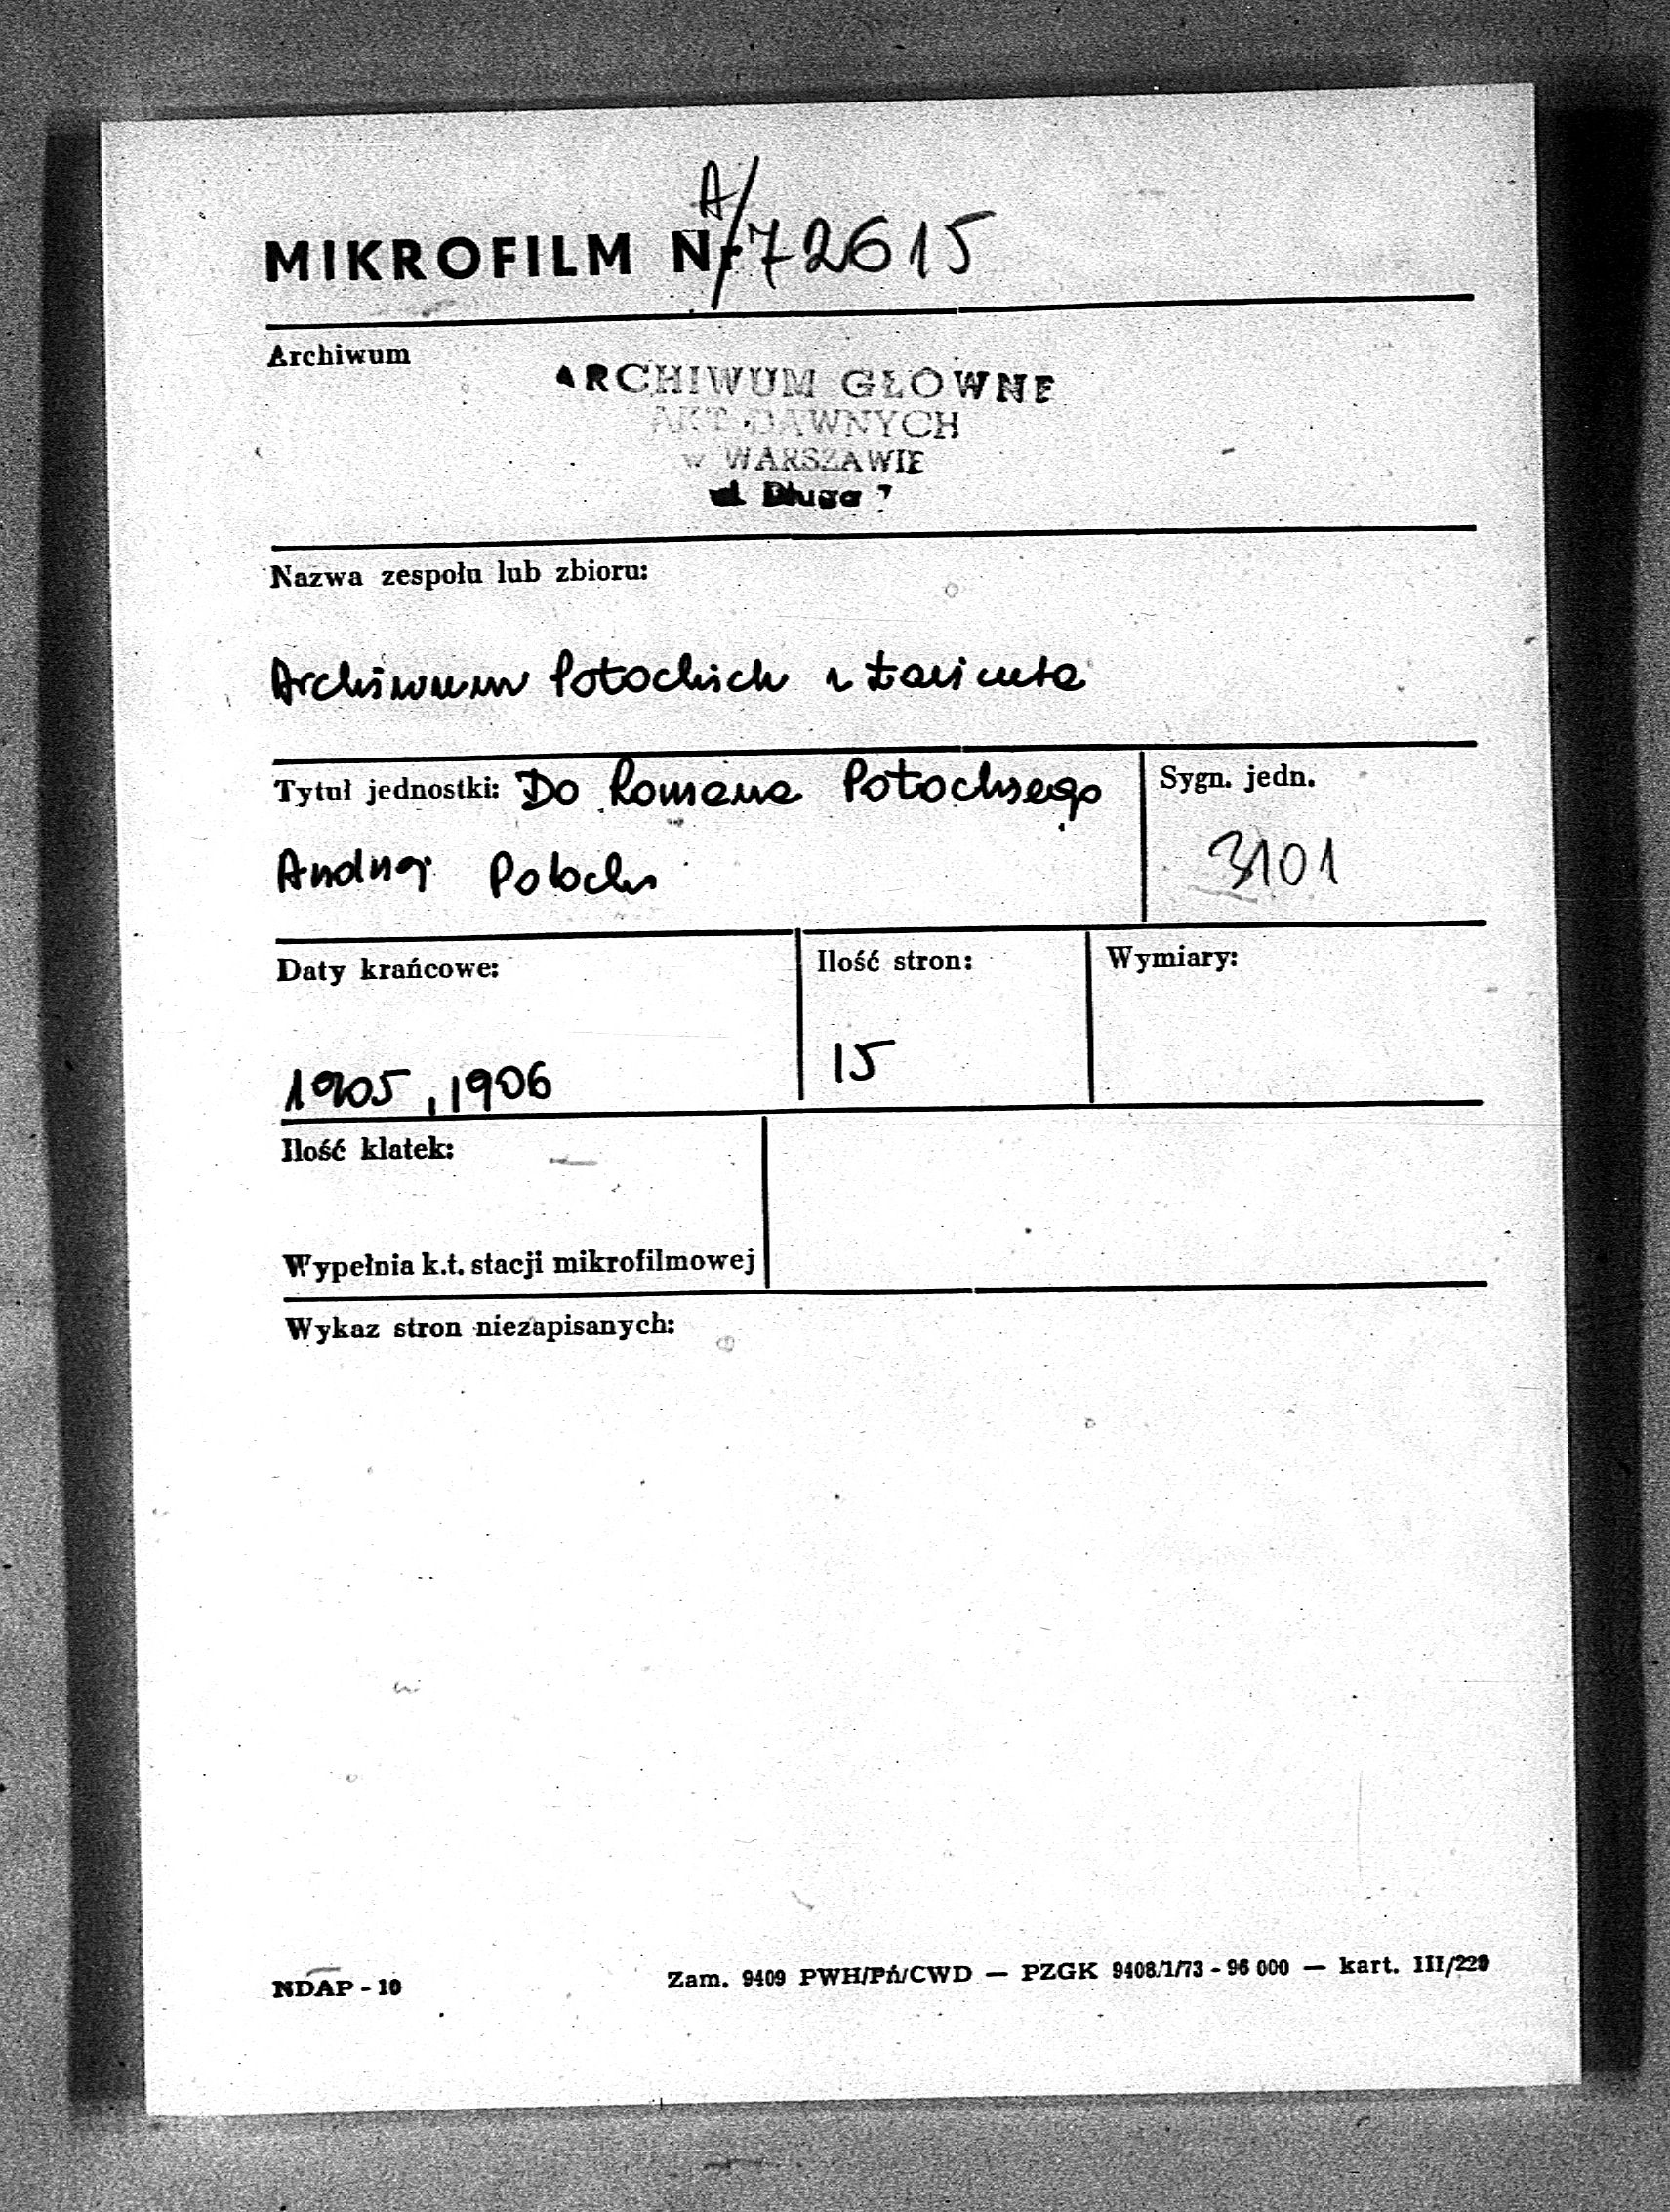 MIKROFILM Nr A/72615
Archiwum
ARCHIWUM GŁÓWNE
AKT DAWNYCH
w WARSZAWIE
ul. Długa 7
Nazwa zespołu lub zbioru:
Archiwum Potockich z Łańcuta
Tytuł jednostki: Do Romana Potockiego
Sygn. jedn.
Andrzej Potocki
3101
Daty krańcowe:
Ilość stron:
Wymiary:
1905, 1906
15
Ilość klatek:
Wypełnia k.t. stacji mikrofilmowej
Wykaz stron niezapisanych:
NDAP - 10
Zam. 9409 PWH/Pń/CWD — PZGK 9408/1/73 - 96 000 — kart. III/229